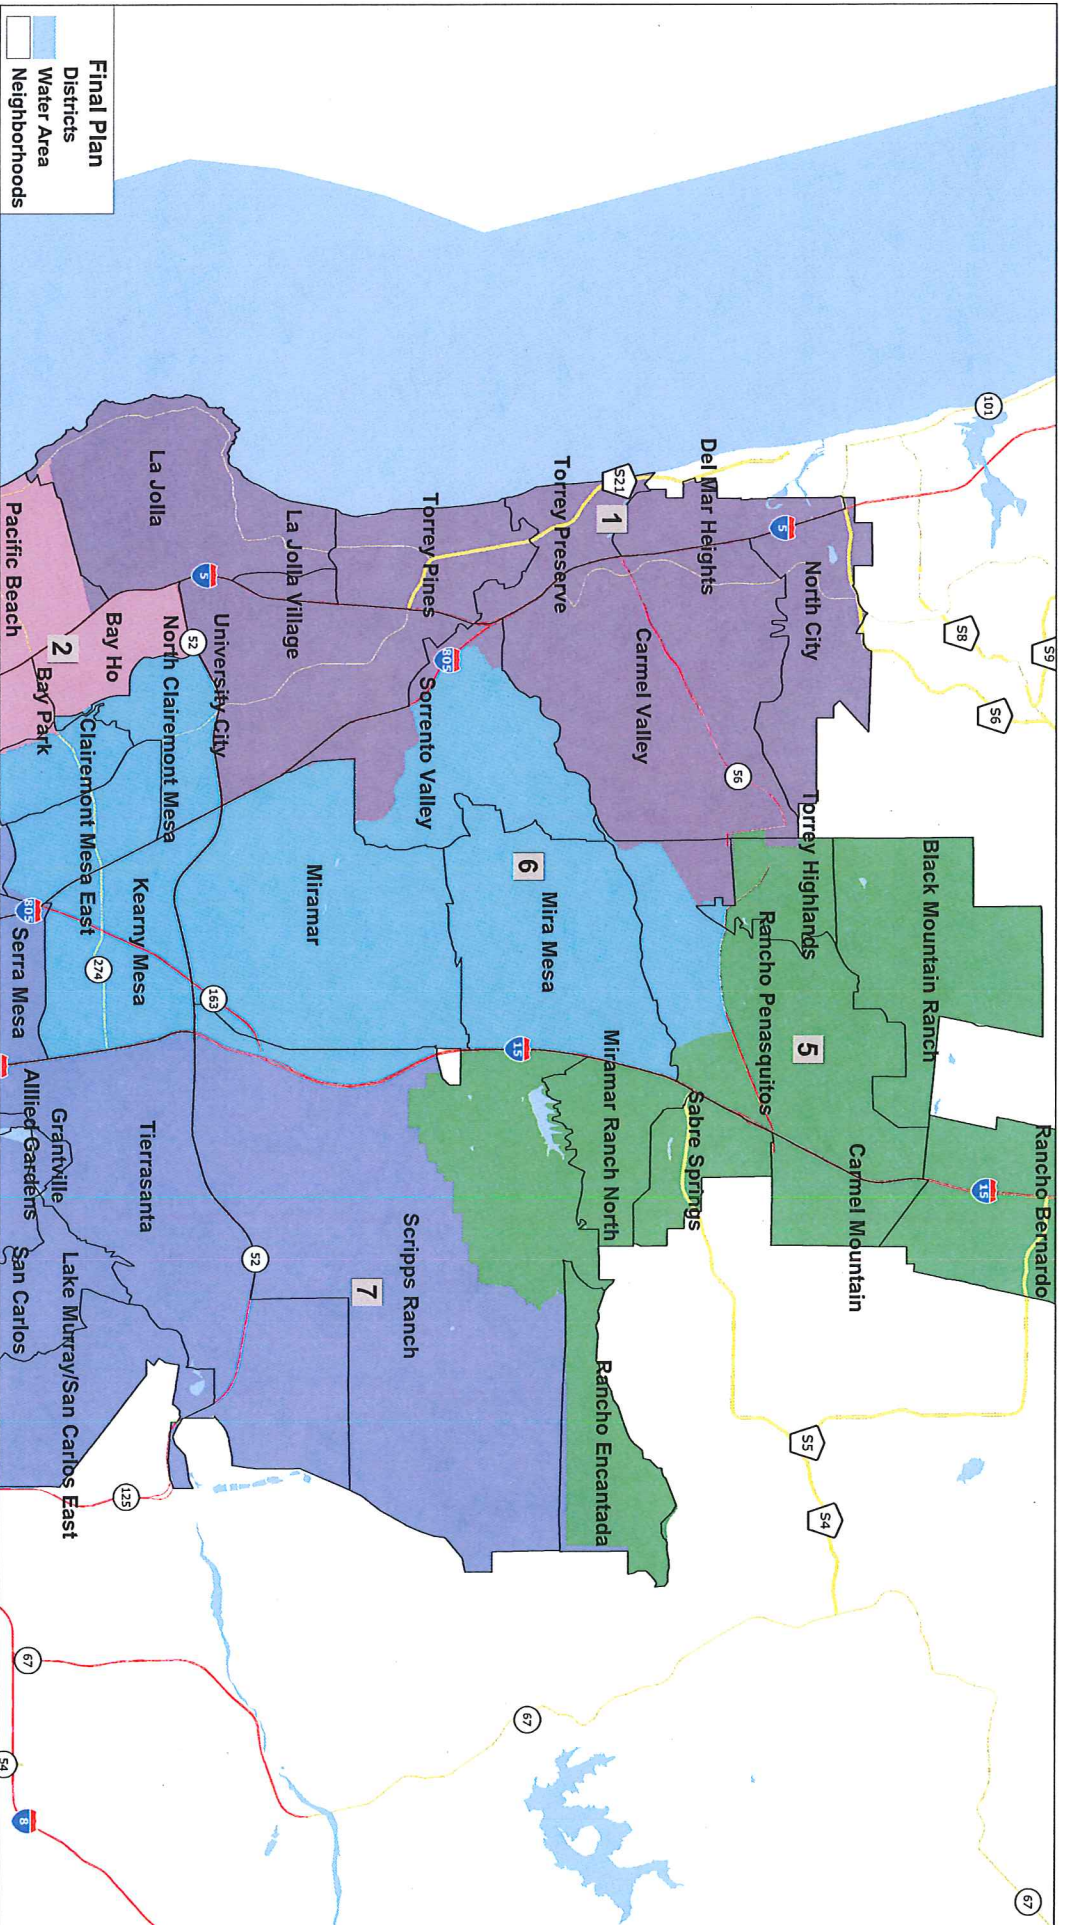 Final Plan
Districts
Water Area
Neighborhoods
101
S9
S8
S6
5
S21
1
Del Mar Heights
North City
Torrey Preserve
Carmel Valley
56
Torrey Pines
La Jolla Village
La Jolla
5
805
Sorrento Valley
University City
52
North Clairemont Mesa
Bay Ho
2
Bay Park
Pacific Beach
Clairemont Mesa East
Torrey Highlands
Black Mountain Ranch
Rancho Penasquitos
5
6
Mira Mesa
Miramar
Kearny Mesa
274
163
805
Serra Mesa
15
Miramar Ranch North
Sabre Springs
Carmel Mountain
15
Rancho Bernardo
Scripps Ranch
7
Rancho Encantada
Tierrasanta
52
Grantville
Alllied Gardens
San Carlos
Lake Murray/San Carlos East
125
S5
S4
67
67
67
54
8